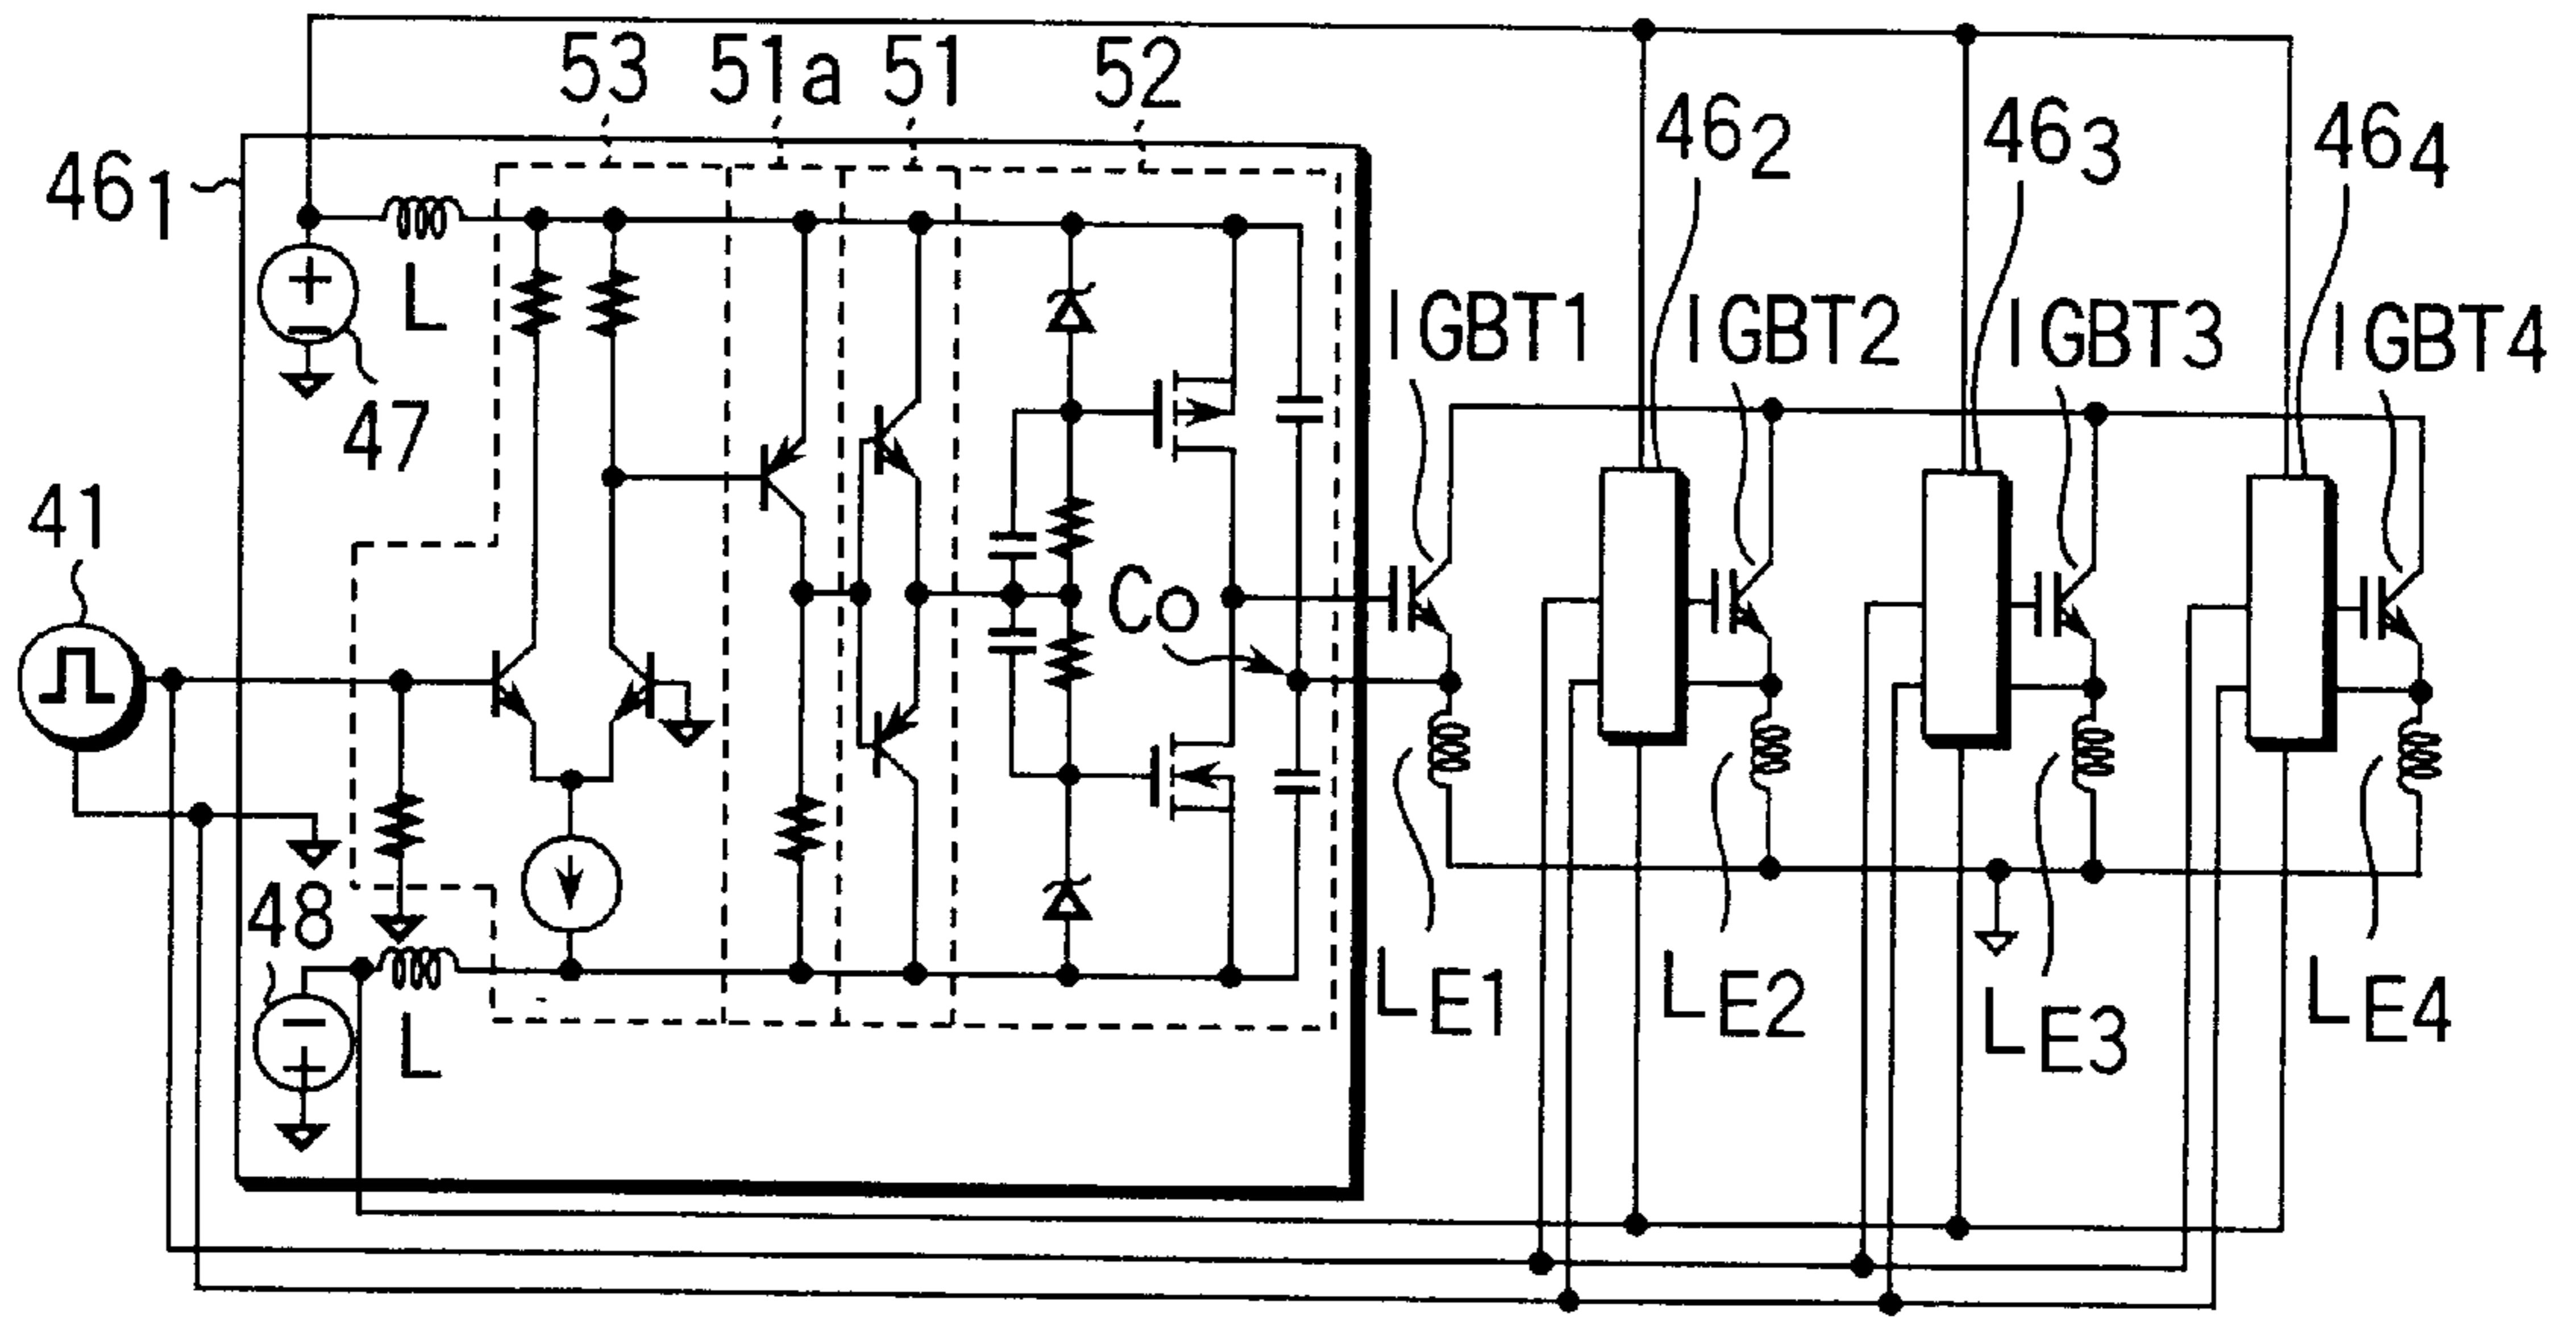 53 51a 51 52
46₁ 46₂ 46₃ 46₄
L
47
IGBT1 IGBT2 IGBT3 IGBT4
41
Co
48
L
LE1 LE2 LE3 LE4